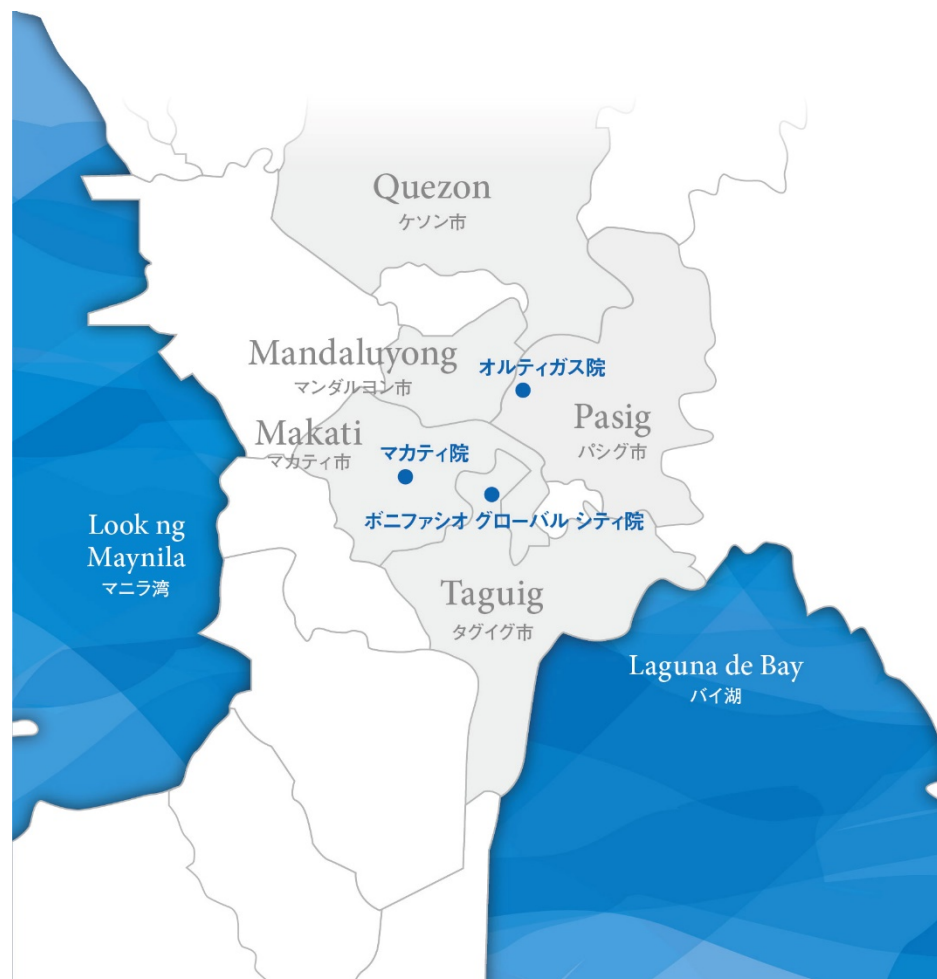 Quezon
ケソン市
Mandaluyong
マンダルヨン市
オルティガス院
Pasig
パシグ市
Makati
マカティ市
マカティ院
ボニファシオ グローバル シティ院
Look ng
Maynila
マニラ湾
Taguig
タグイグ市
Laguna de Bay
バイ湖